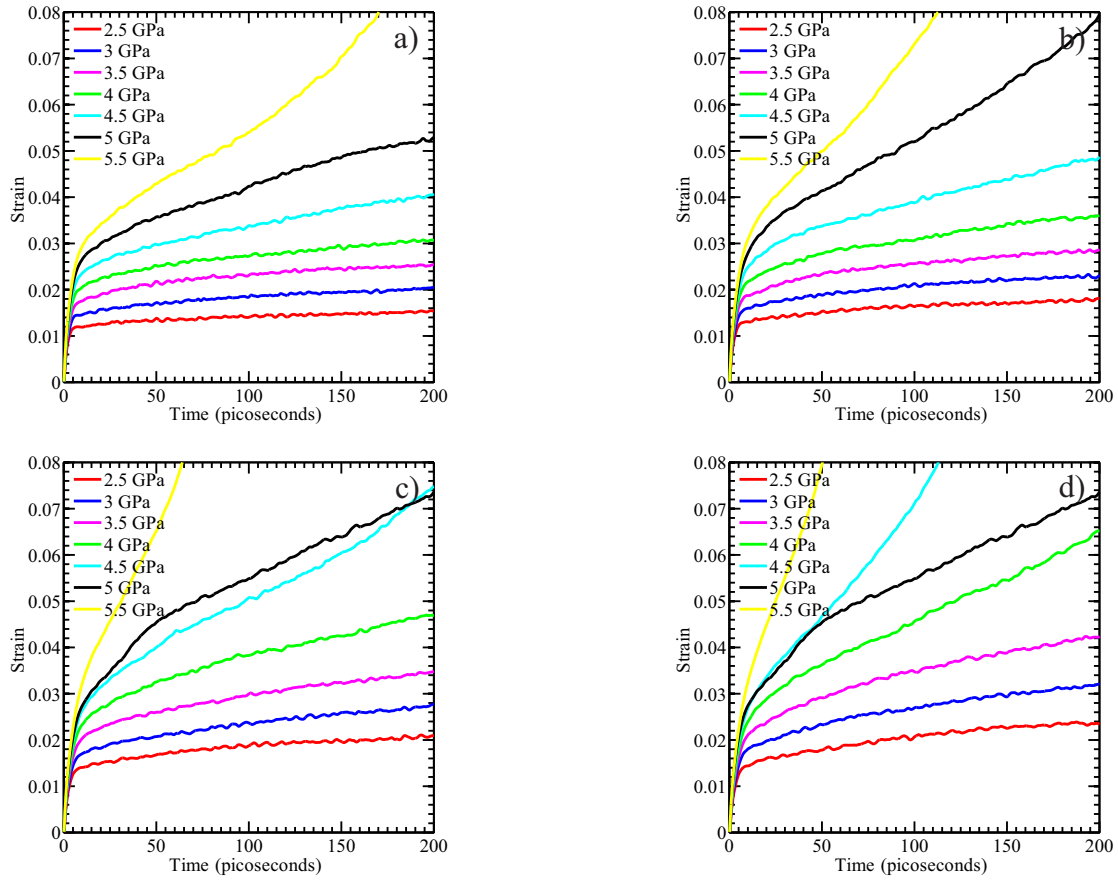 a)
0.08
0.07
0.06
0.05
0.04
0.03
0.02
0.01
0
Strain
2.5 GPa
3 GPa
3.5 GPa
4 GPa
4.5 GPa
5 GPa
5.5 GPa
0 50 100 150 200
Time (picoseconds)
b)
0.08
0.07
0.06
0.05
0.04
0.03
0.02
0.01
0
Strain
2.5 GPa
3 GPa
3.5 GPa
4 GPa
4.5 GPa
5 GPa
5.5 GPa
0 50 100 150 200
Time (picoseconds)
c)
0.08
0.07
0.06
0.05
0.04
0.03
0.02
0.01
0
Strain
2.5 GPa
3 GPa
3.5 GPa
4 GPa
4.5 GPa
5 GPa
5.5 GPa
0 50 100 150 200
Time (picoseconds)
d)
0.08
0.07
0.06
0.05
0.04
0.03
0.02
0.01
0
Strain
2.5 GPa
3 GPa
3.5 GPa
4 GPa
4.5 GPa
5 GPa
5.5 GPa
0 50 100 150 200
Time (picoseconds)